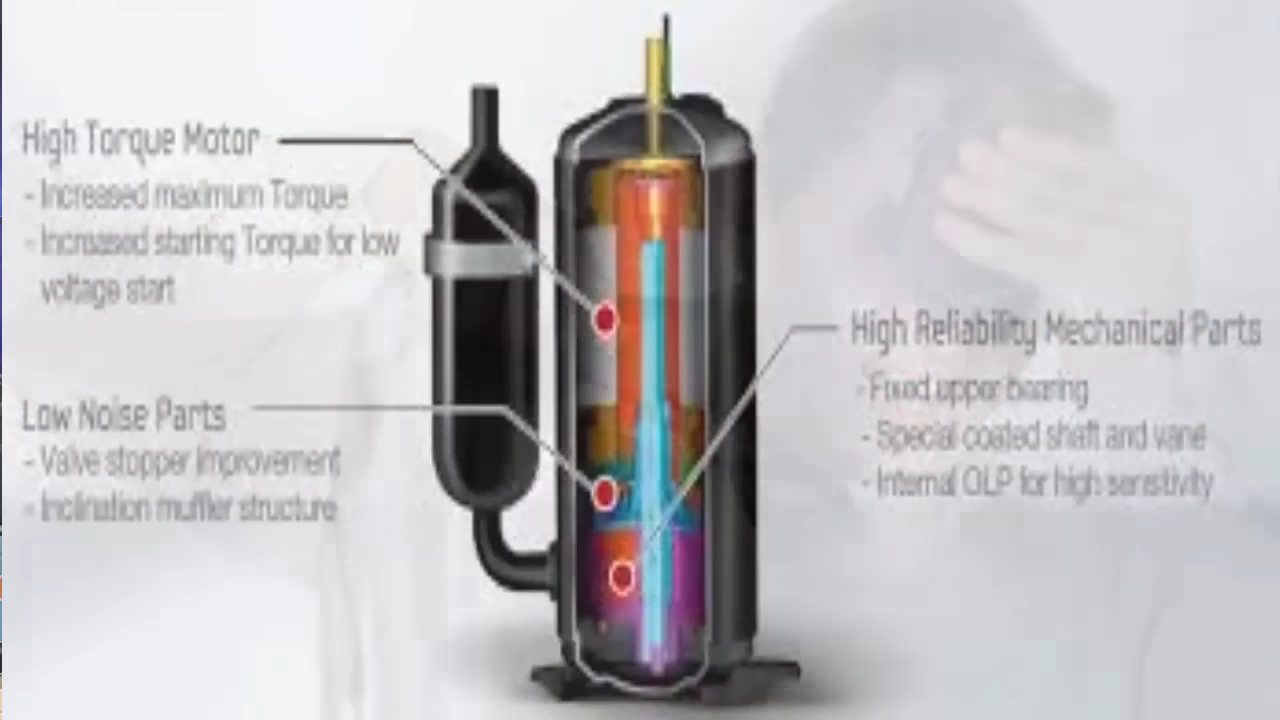 High Torque Motor
- Increased maximum Torque
- Increased starting Torque for low
voltage start
Low Noise Parts
- Valve stopper improvement
- Inclination muffler structure
High Reliability Mechanical Parts
- Fixed upper bearing
- Special coated shaft and vane
- Internal OLP for high sensitivity